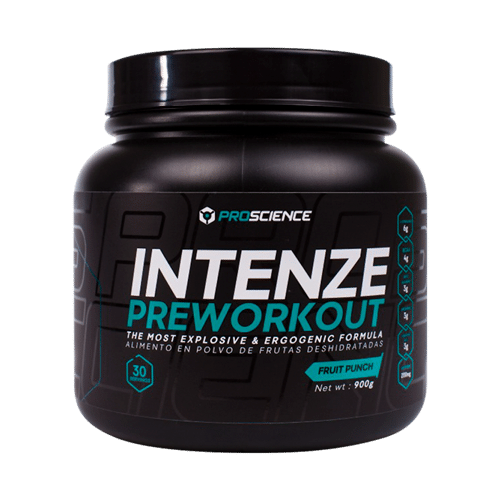 PROSCIENCE
INTENZE
PREWORKOUT
THE MOST EXPLOSIVE & ERGOGENIC FORMULA
ALIMENTO EN POLVO DE FRUTAS DESHIDRATADAS
30
FRUIT PUNCH
Net wt : 900g